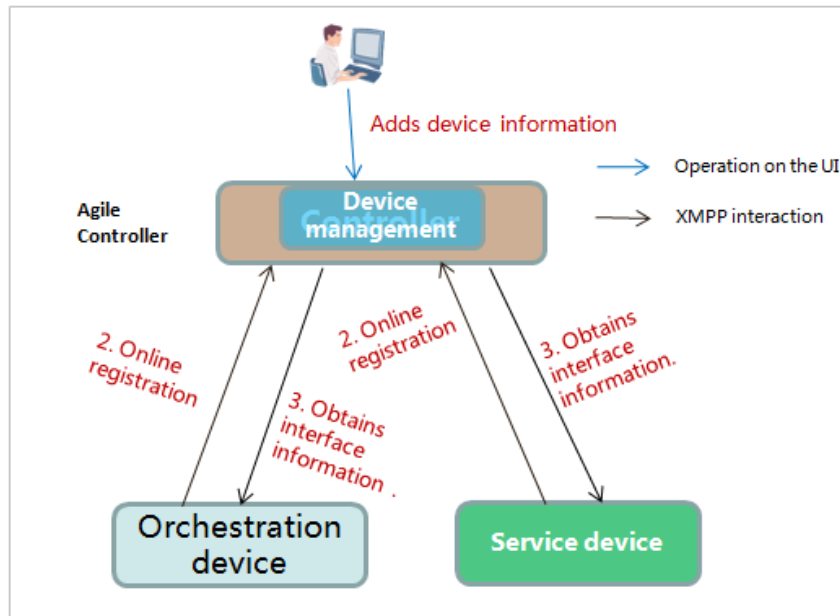 Adds device information
Operation on the UI
XMPP interaction
Agile
Controller
Controller
Device
management
2. Online
registration
3. Obtains
interface
information .
2. Online
registration
3. Obtains
interface
information.
Orchestration
device
Service device